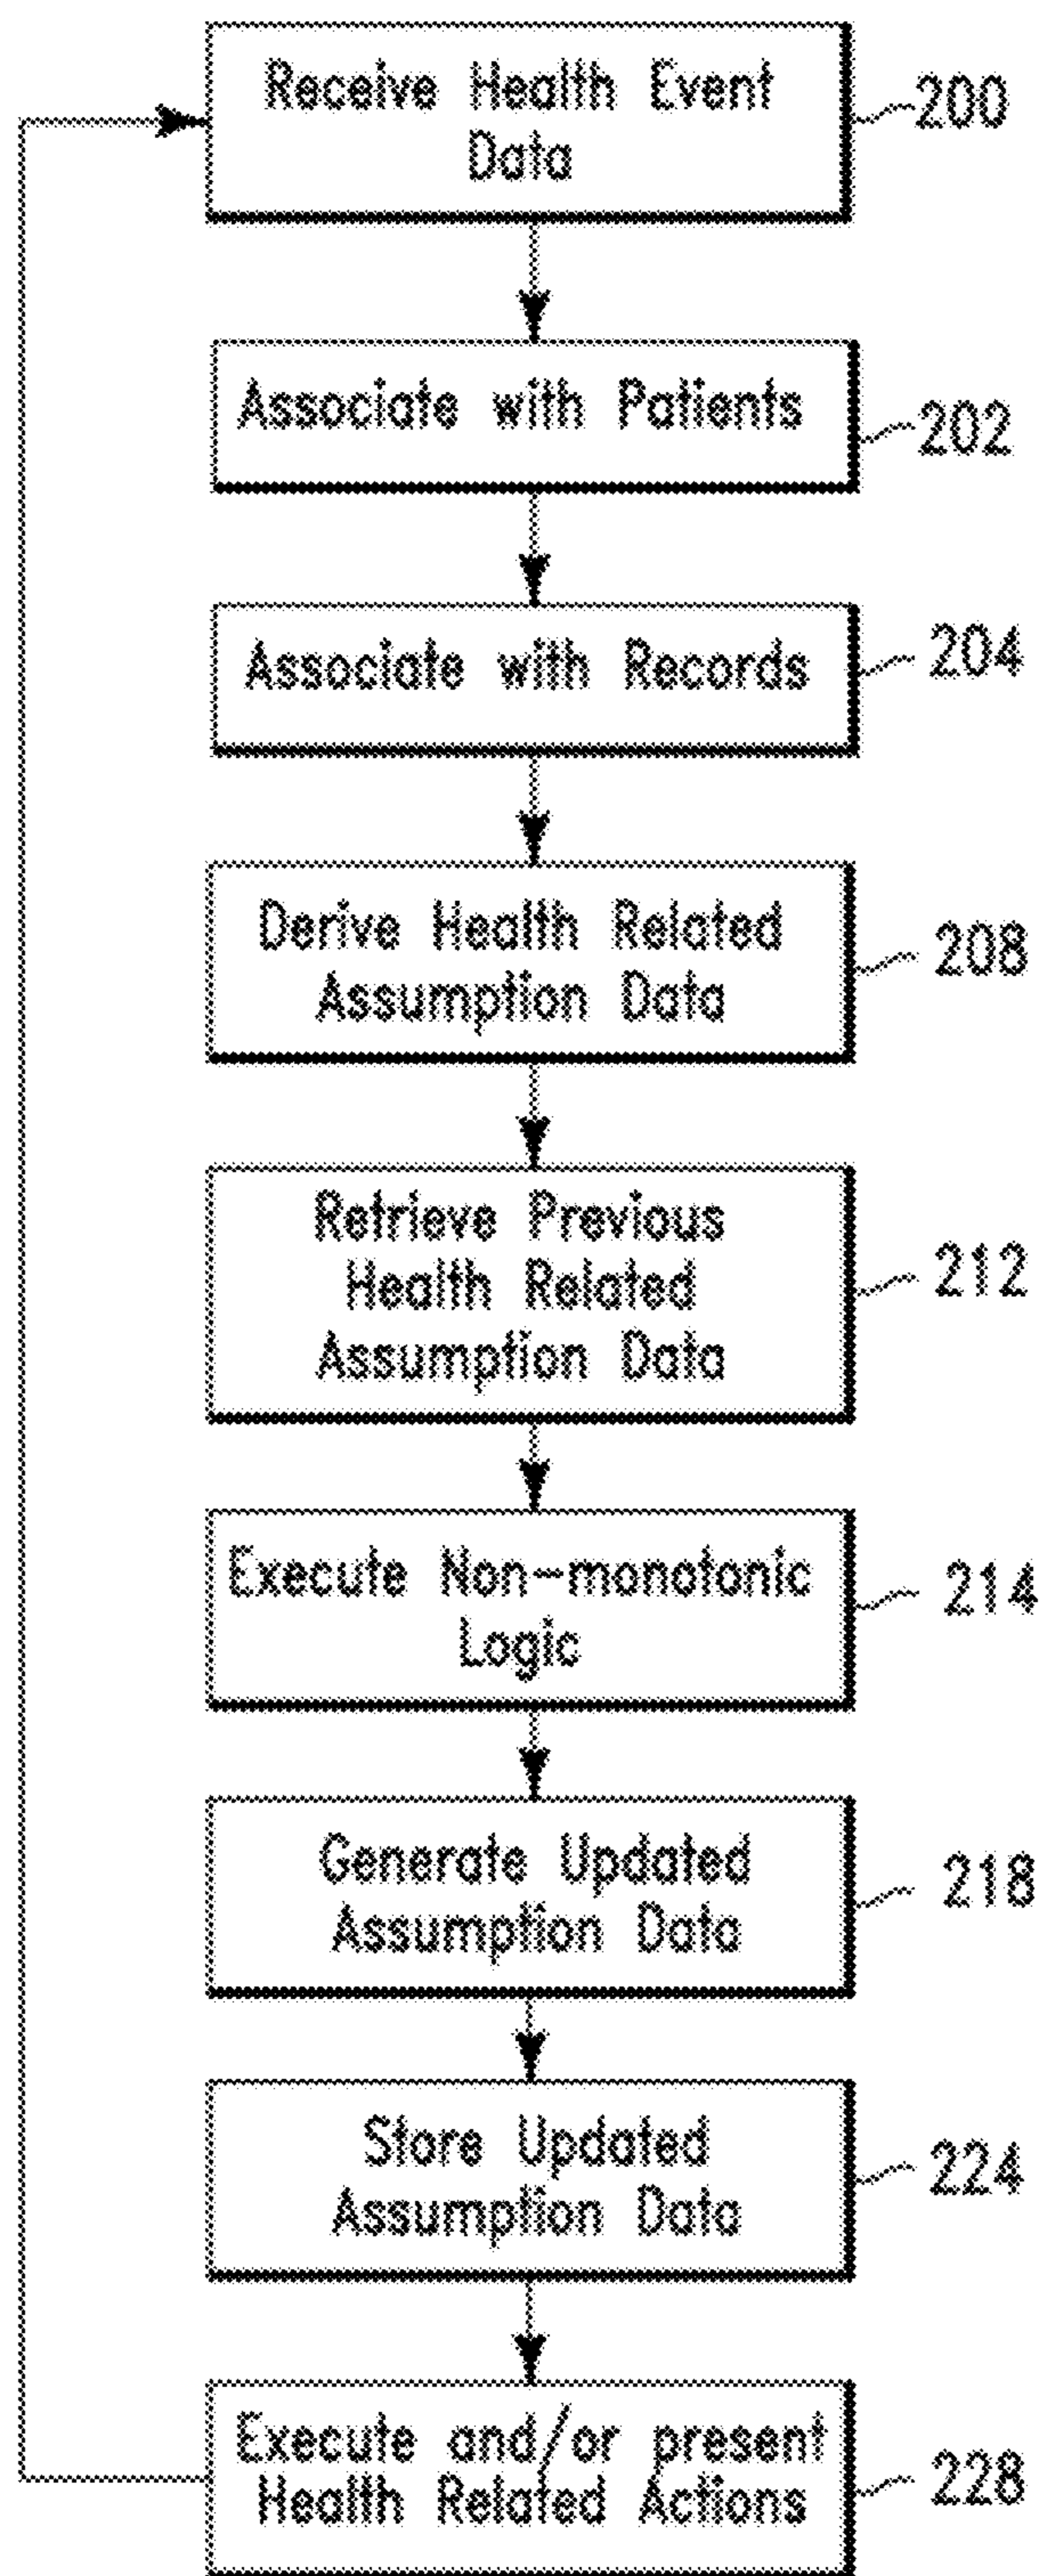 Receive Health Event
Data
200
Associate with Patients
202
Associate with Records
204
Derive Health Related
Assumption Data
208
Retrieve Previous
Health Related
Assumption Data
212
Execute Non-monotonic
Logic
214
Generate Updated
Assumption Data
218
Store Updated
Assumption Data
224
Execute and/or present
Health Related Actions
228